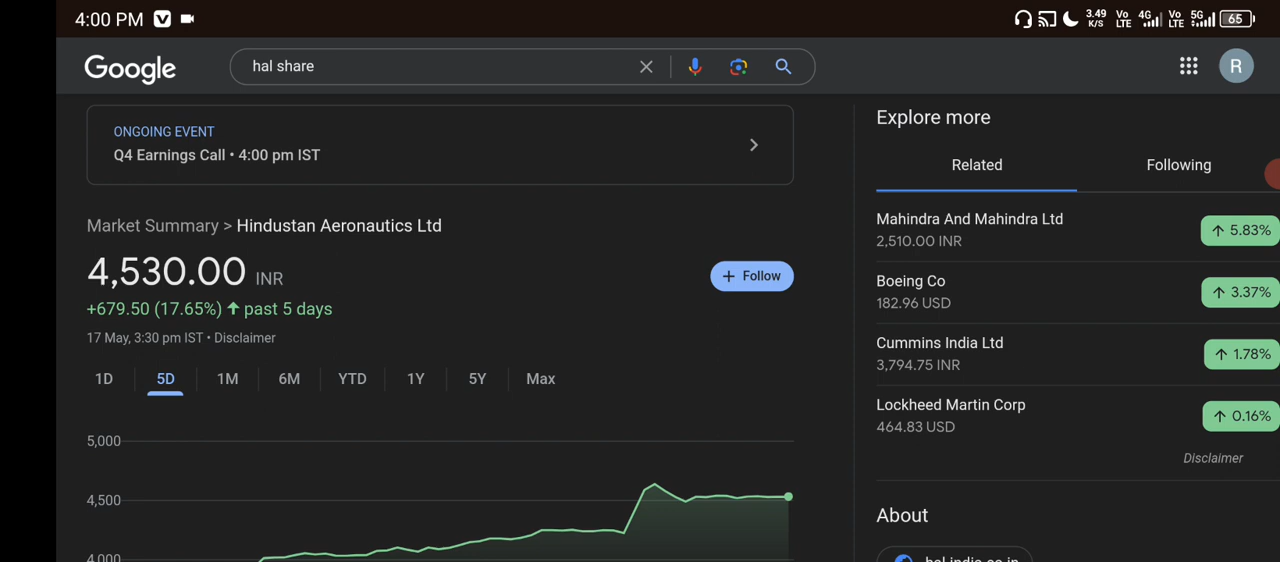 4:00 PM
3.49 K/S Vo LTE 4G Vo LTE 5G 65
Google
hal share
R
ONGOING EVENT
Q4 Earnings Call • 4:00 pm IST
Market Summary > Hindustan Aeronautics Ltd
4,530.00 INR
+ Follow
+679.50 (17.65%) ↑ past 5 days
17 May, 3:30 pm IST • Disclaimer
1D 5D 1M 6M YTD 1Y 5Y Max
5,000
4,500
4,000
Explore more
Related Following
Mahindra And Mahindra Ltd
2,510.00 INR
↑ 5.83%
Boeing Co
182.96 USD
↑ 3.37%
Cummins India Ltd
3,794.75 INR
↑ 1.78%
Lockheed Martin Corp
464.83 USD
↑ 0.16%
Disclaimer
About